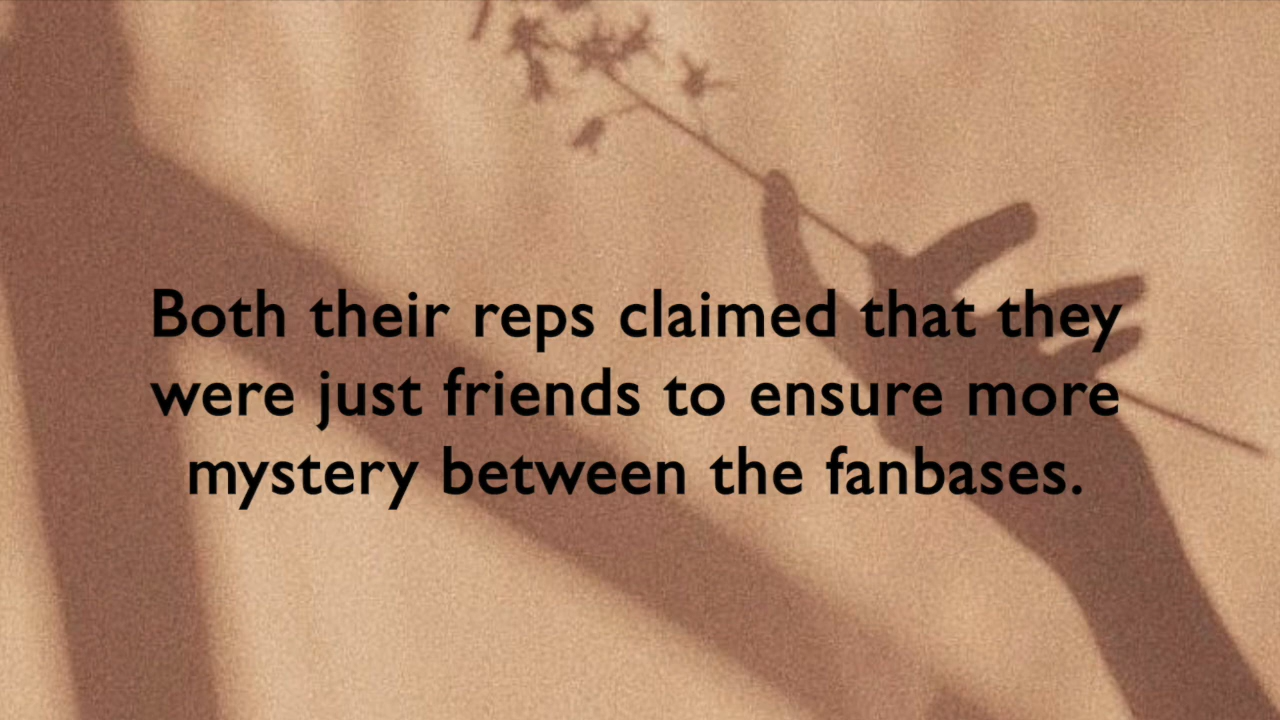 Both their reps claimed that they
were just friends to ensure more
mystery between the fanbases.